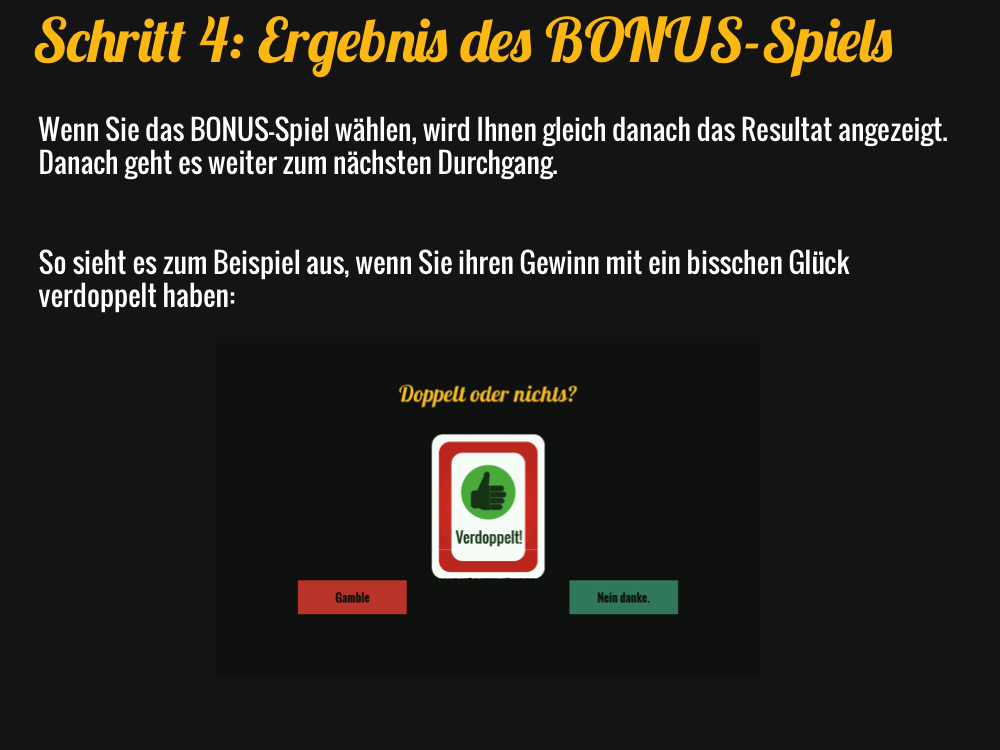 Schritt 4: Ergebnis des BONUS-Spiels
Wenn Sie das BONUS-Spiel wählen, wird Ihnen gleich danach das Resultat angezeigt.
Danach geht es weiter zum nächsten Durchgang.
So sieht es zum Beispiel aus, wenn Sie ihren Gewinn mit ein bisschen Glück
verdoppelt haben:
Doppelt oder nichts?
Verdoppelt!
Gamble
Nein danke.